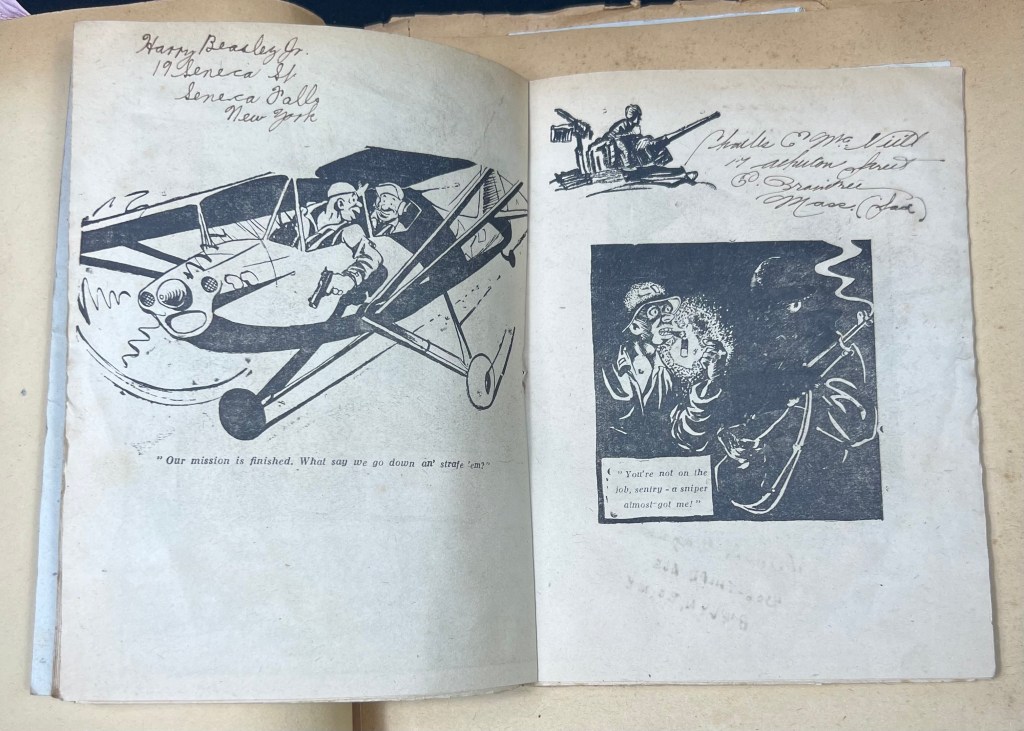 Harry Beasley Jr.
19 Seneca St
Seneca Falls
New York
"Our mission is finished. What say we go down an' strafe 'em?"
Charlie E Mc
17 Street
E. Braintree
Mass.
"You're not on the
job, sentry - a sniper
almost got me!"